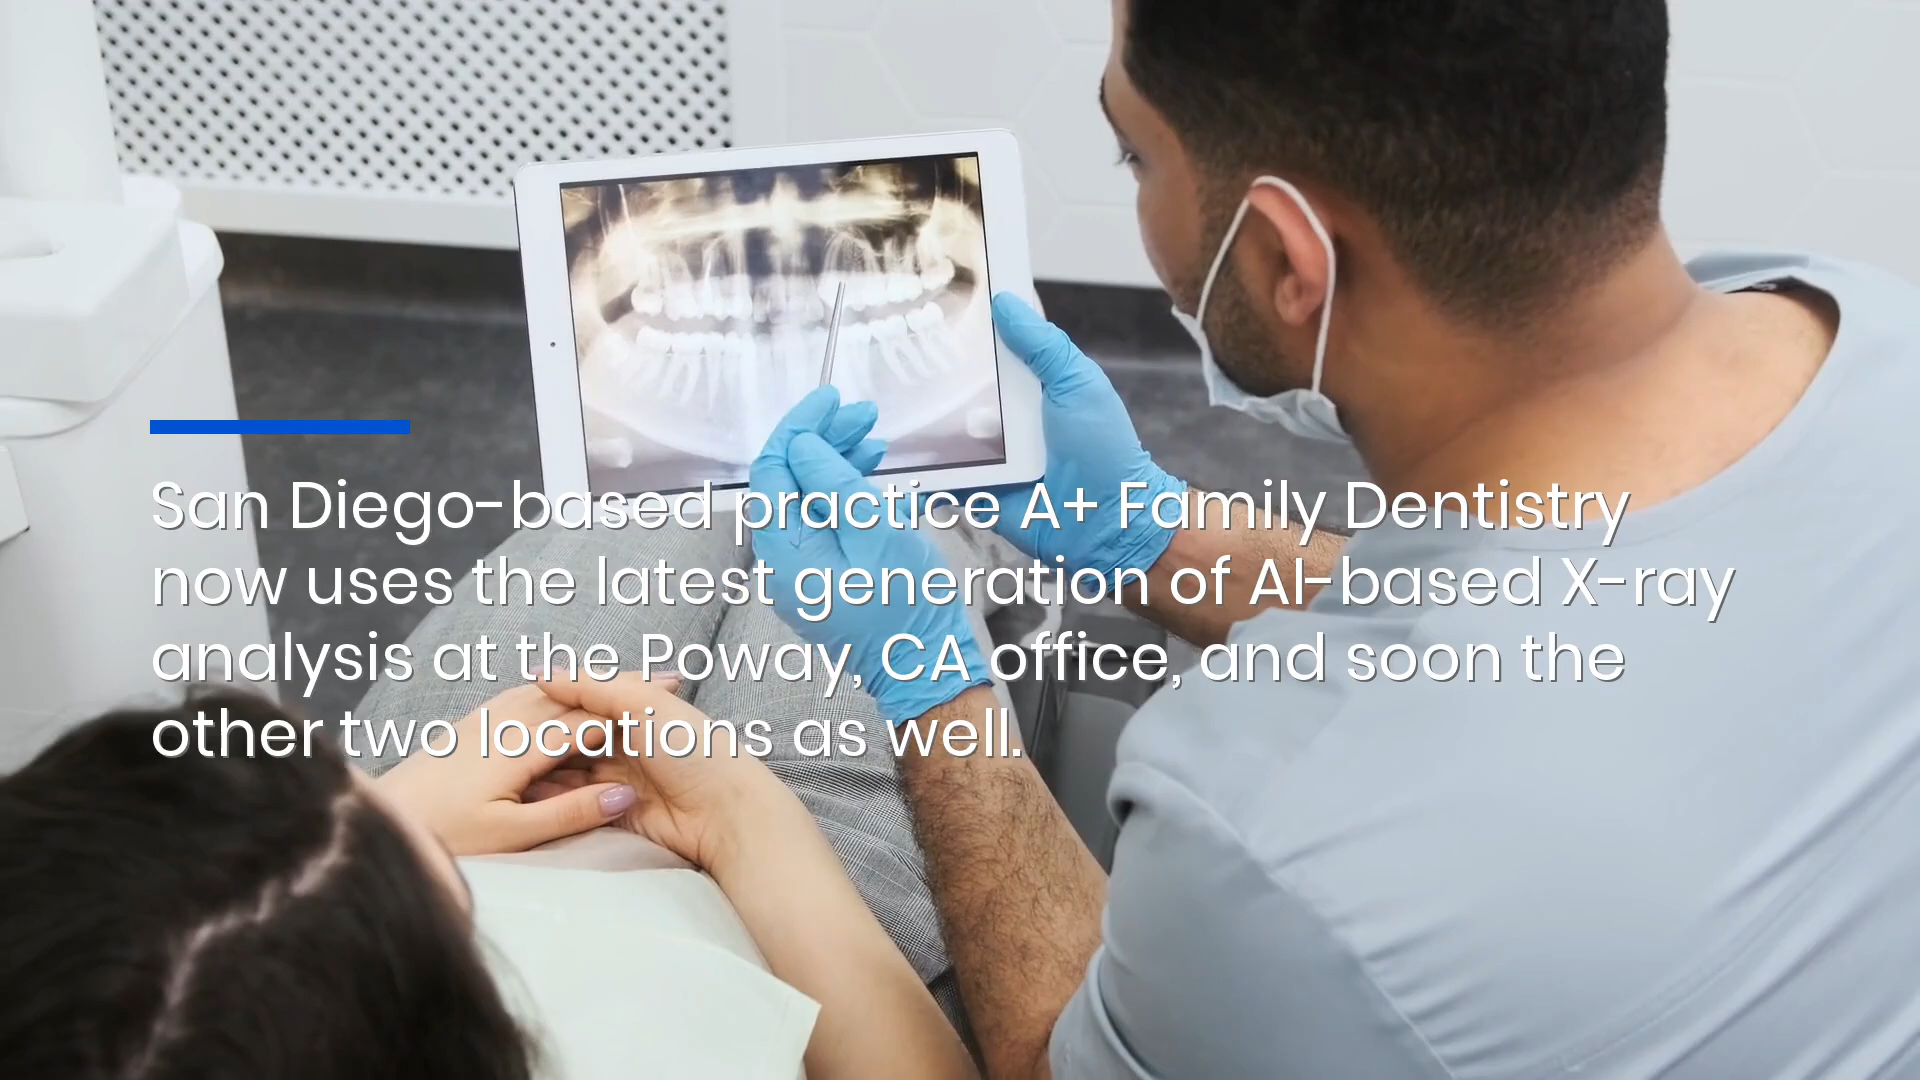 San Diego-based practice A+ Family Dentistry
now uses the latest generation of AI-based X-ray
analysis at the Poway, CA office, and soon the
other two locations as well.